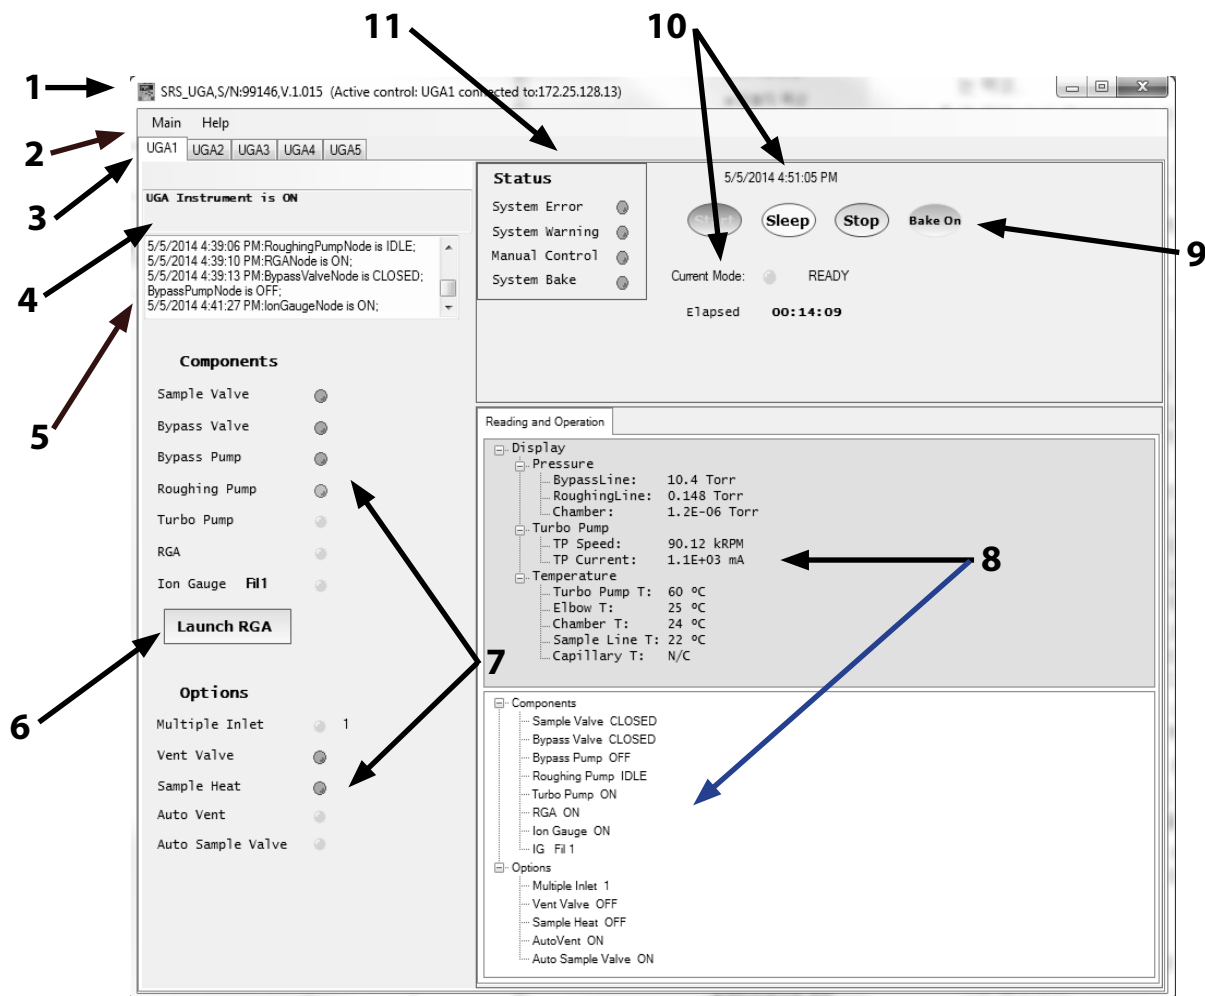 11
10
1
SRS_UGA,S/N:99146,V.1.015 (Active control: UGA1 connected to:172.25.128.13)
2
Main Help
3
UGA1 UGA2 UGA3 UGA4 UGA5
4
UGA Instrument is ON
5
5/5/2014 4:39:06 PM:RoughingPumpNode is IDLE;
5/5/2014 4:39:10 PM:RGANode is ON;
5/5/2014 4:39:13 PM:BypassValveNode is CLOSED;
BypassPumpNode is OFF;
5/5/2014 4:41:27 PM:IonGaugeNode is ON;
Status
System Error
System Warning
Manual Control
System Bake
5/5/2014 4:51:05 PM
Start Sleep Stop Bake On
9
Current Mode: READY
Elapsed 00:14:09
Components
Sample Valve
Bypass Valve
Bypass Pump
Roughing Pump
Turbo Pump
RGA
Ion Gauge Fil1
6
Launch RGA
7
Options
Multiple Inlet 1
Vent Valve
Sample Heat
Auto Vent
Auto Sample Valve
Reading and Operation
Display
Pressure
BypassLine: 10.4 Torr
RoughingLine: 0.148 Torr
Chamber: 1.2E-06 Torr
Turbo Pump
TP Speed: 90.12 kRPM
TP Current: 1.1E+03 mA
8
Temperature
Turbo Pump T: 60 ºC
Elbow T: 25 ºC
Chamber T: 24 ºC
Sample Line T: 22 ºC
Capillary T: N/C
Components
Sample Valve CLOSED
Bypass Valve CLOSED
Bypass Pump OFF
Roughing Pump IDLE
Turbo Pump ON
RGA ON
Ion Gauge ON
IG Fil 1
Options
Multiple Inlet 1
Vent Valve OFF
Sample Heat OFF
AutoVent ON
Auto Sample Valve ON